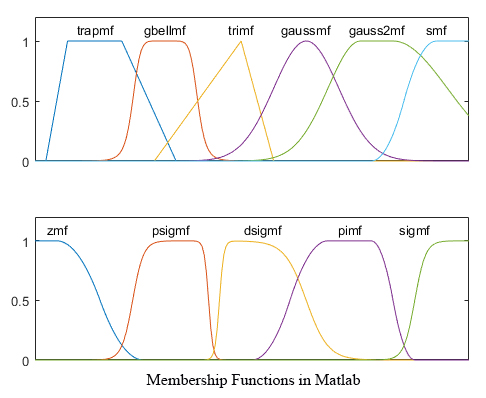 trapmf gbellmf trimf gaussmf gauss2mf smf
1
0.5
0
zmf psigmf dsigmf pimf sigmf
1
0.5
0
Membership Functions in Matlab